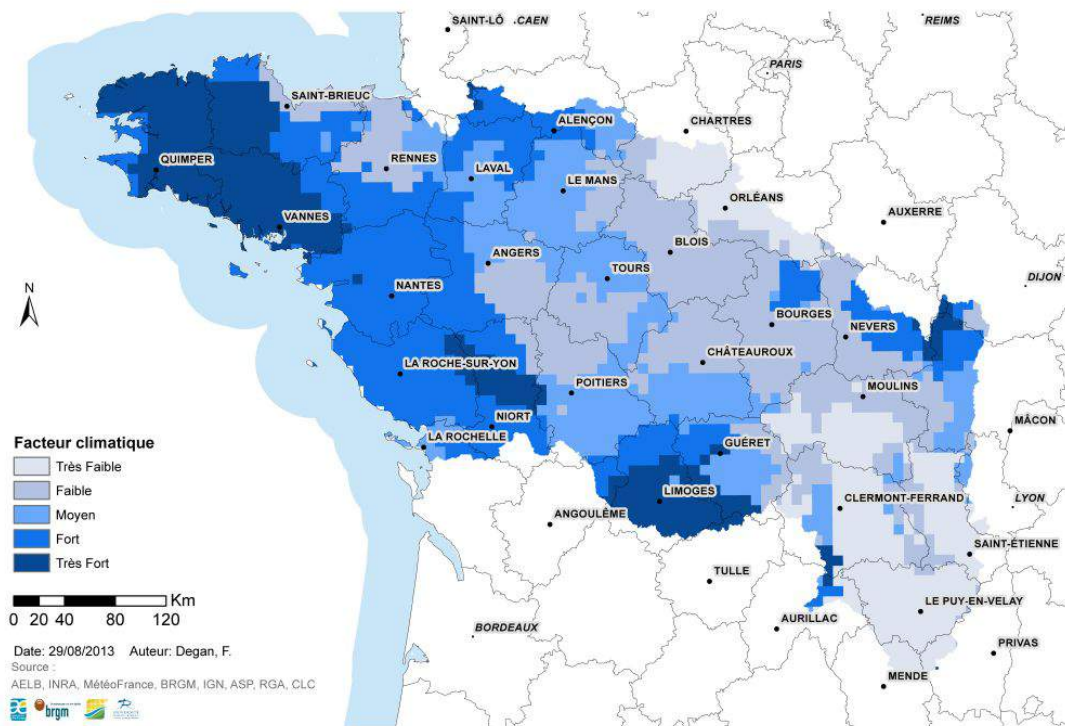 SAINT-LÔ
CAEN
REIMS
PARIS
SAINT-BRIEUC
ALENÇON
CHARTRES
QUIMPER
RENNES
LAVAL
LE MANS
ORLÉANS
VANNES
AUXERRE
BLOIS
ANGERS
TOURS
DIJON
N
NANTES
BOURGES
NEVERS
LA ROCHE-SUR-YON
CHÂTEAUROUX
POITIERS
MOULINS
NIORT
MÂCON
LA ROCHELLE
GUÉRET
Facteur climatique
Très Faible
Faible
Moyen
Fort
Très Fort
LIMOGES
CLERMONT-FERRAND
LYON
ANGOULÊME
SAINT-ÉTIENNE
TULLE
LE PUY-EN-VELAY
Km
0 20 40 80 120
BORDEAUX
AURILLAC
PRIVAS
MENDE
Date: 29/08/2013 Auteur: Degan, F.
Source :
AELB, INRA, MétéoFrance, BRGM, IGN, ASP, RGA, CLC
brgm